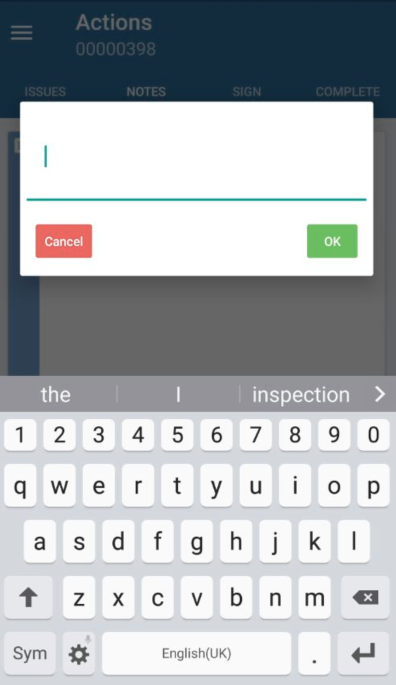 Actions
00000398
ISSUES NOTES SIGN COMPLETE
Cancel OK
the I inspection
1 2 3 4 5 6 7 8 9 0
q w e r t y u i o p
a s d f g h j k l
z x c v b n m
Sym English(UK) .